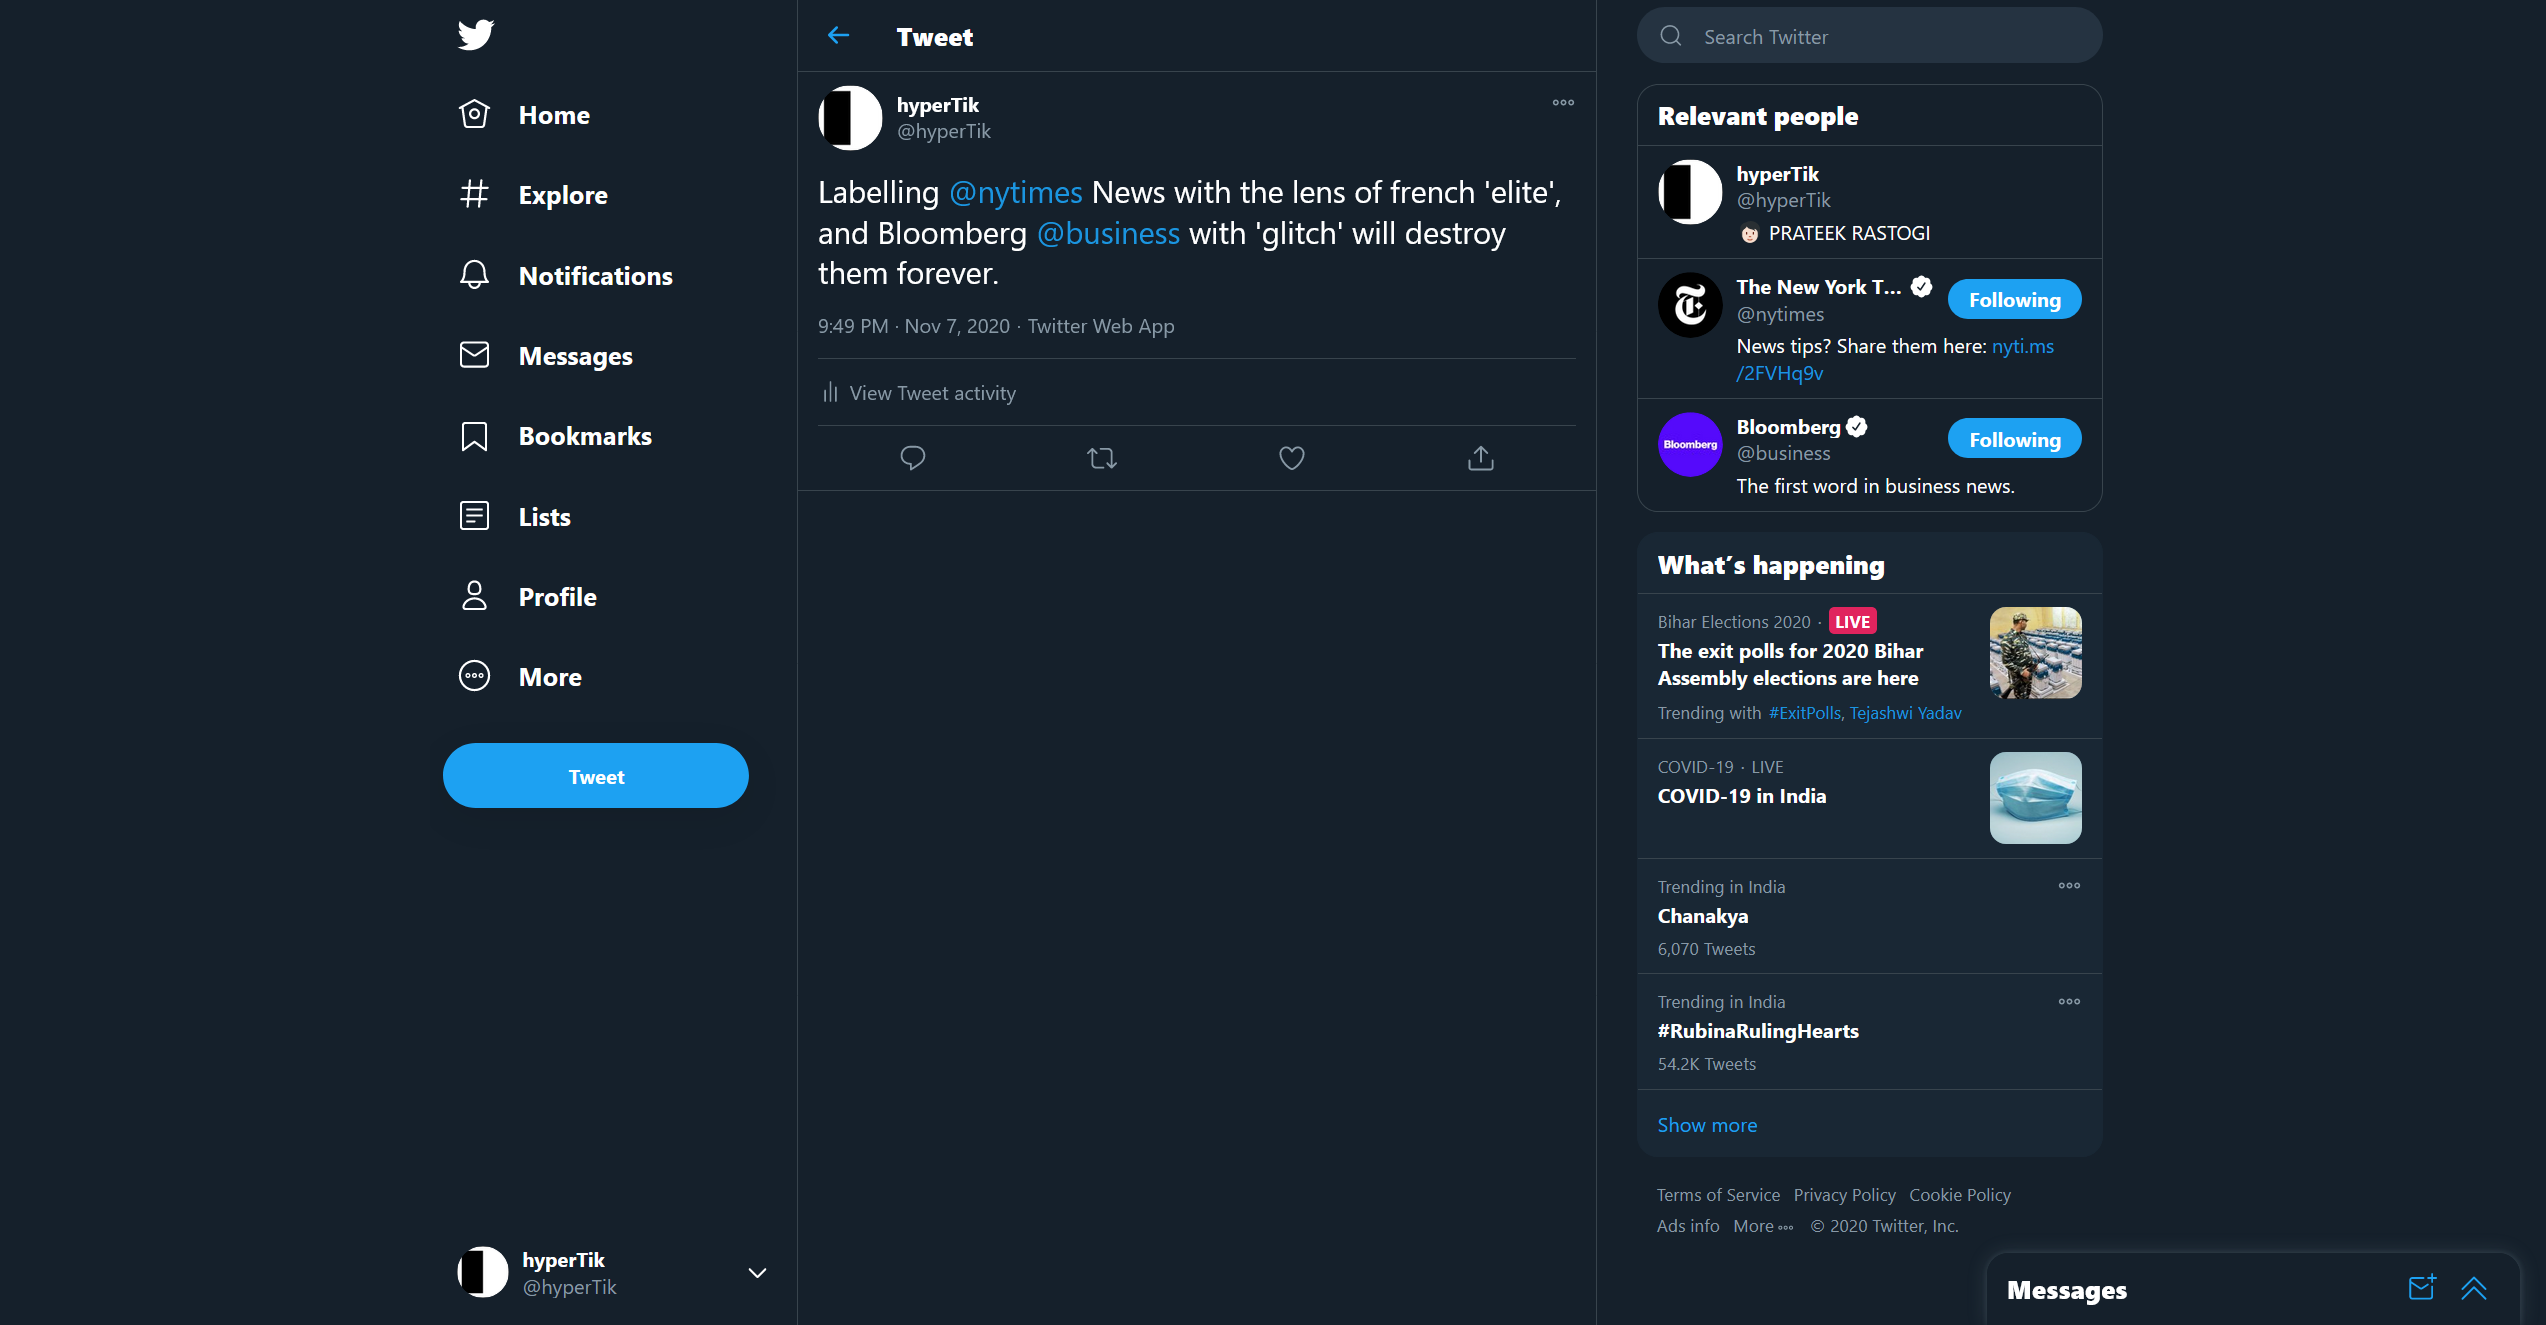 Home
Explore
Notifications
Messages
Bookmarks
Lists
Profile
More
Tweet
hyperTik
@hyperTik
Tweet
hyperTik
@hyperTik
Labelling @nytimes News with the lens of french 'elite',
and Bloomberg @business with 'glitch' will destroy
them forever.
9:49 PM · Nov 7, 2020 · Twitter Web App
View Tweet activity
Search Twitter
Relevant people
hyperTik
@hyperTik
PRATEEK RASTOGI
The New York T...
Following
@nytimes
News tips? Share them here: nyti.ms
/2FVHq9v
Bloomberg
Bloomberg
Following
@business
The first word in business news.
What's happening
Bihar Elections 2020 · LIVE
The exit polls for 2020 Bihar
Assembly elections are here
Trending with #ExitPolls, Tejashwi Yadav
COVID-19 · LIVE
COVID-19 in India
Trending in India
Chanakya
6,070 Tweets
Trending in India
#RubinaRulingHearts
54.2K Tweets
Show more
Terms of Service Privacy Policy Cookie Policy
Ads info More © 2020 Twitter, Inc.
Messages